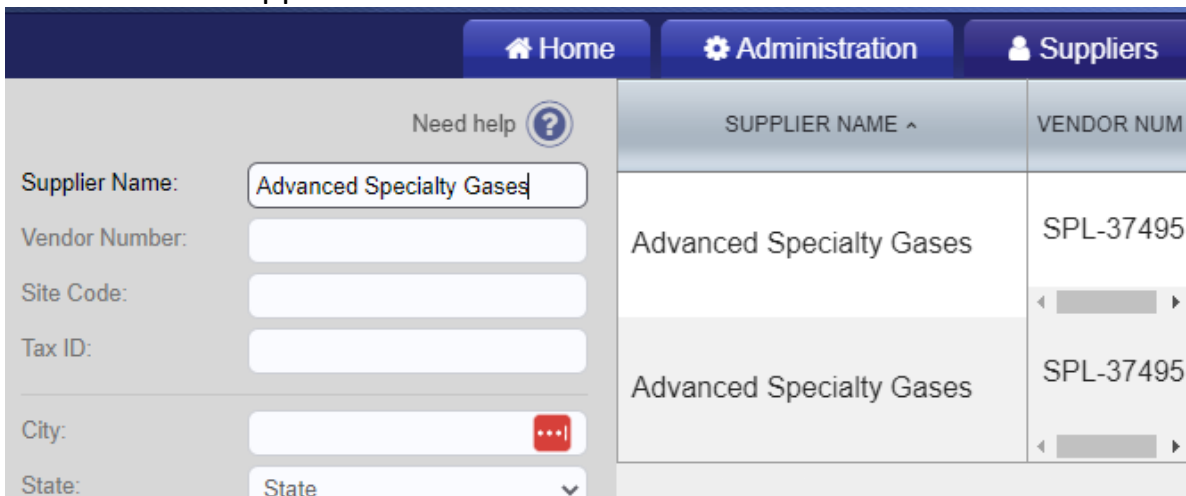 Home
Administration
Suppliers
Need help
SUPPLIER NAME
VENDOR NUM
Supplier Name: Advanced Specialty Gases
Vendor Number:
Site Code:
Tax ID:
City:
State: State
Advanced Specialty Gases SPL-37495
Advanced Specialty Gases SPL-37495